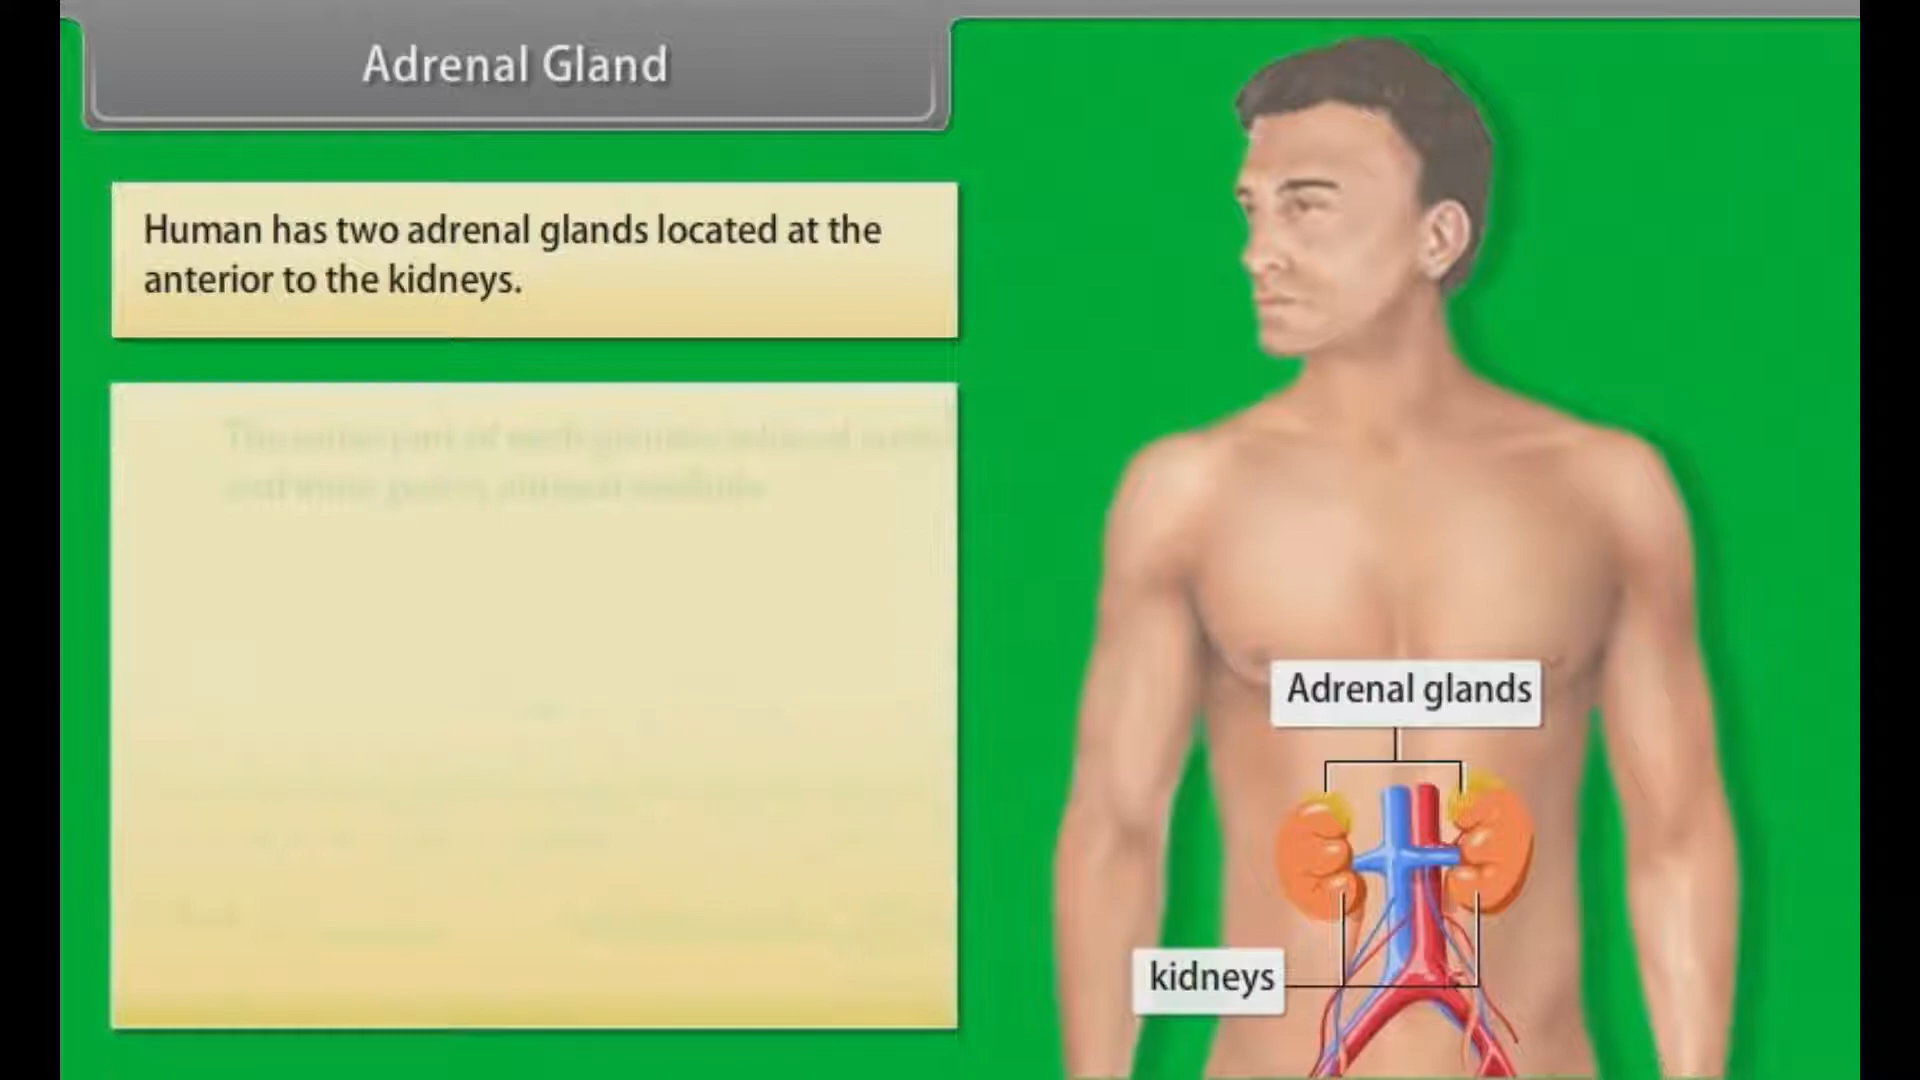 Adrenal Gland
Human has two adrenal glands located at the
anterior to the kidneys.
Adrenal glands
kidneys